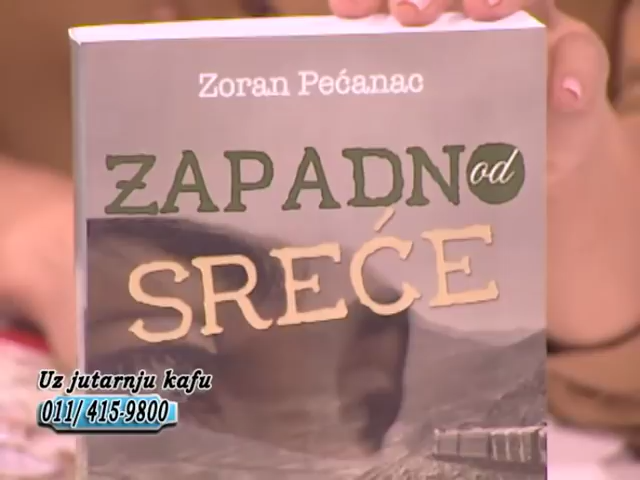 Zoran Pećanac
ZAPADNO od
SREĆE
Uz jutarnju kafu
011/ 415-9800